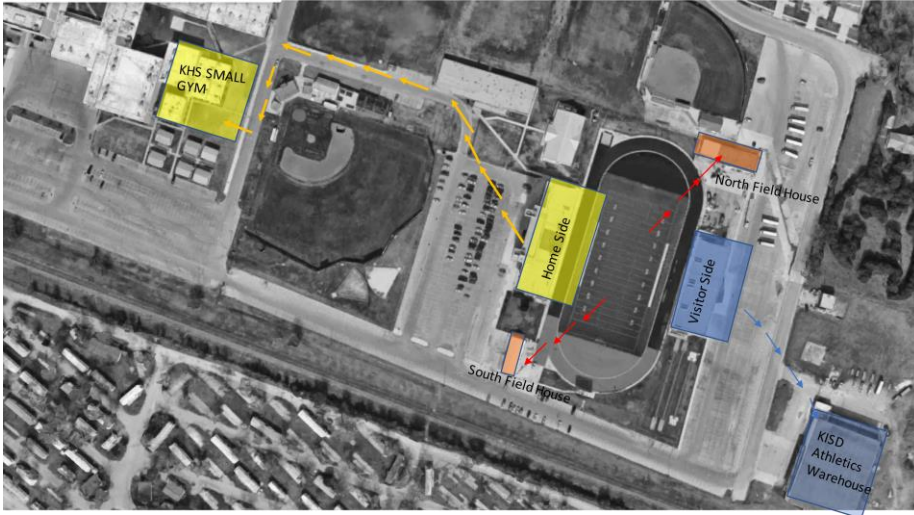 KHS SMALL
GYM
North Field House
Home Side
Visitor Side
South Field House
KISD
Athletics
Warehouse